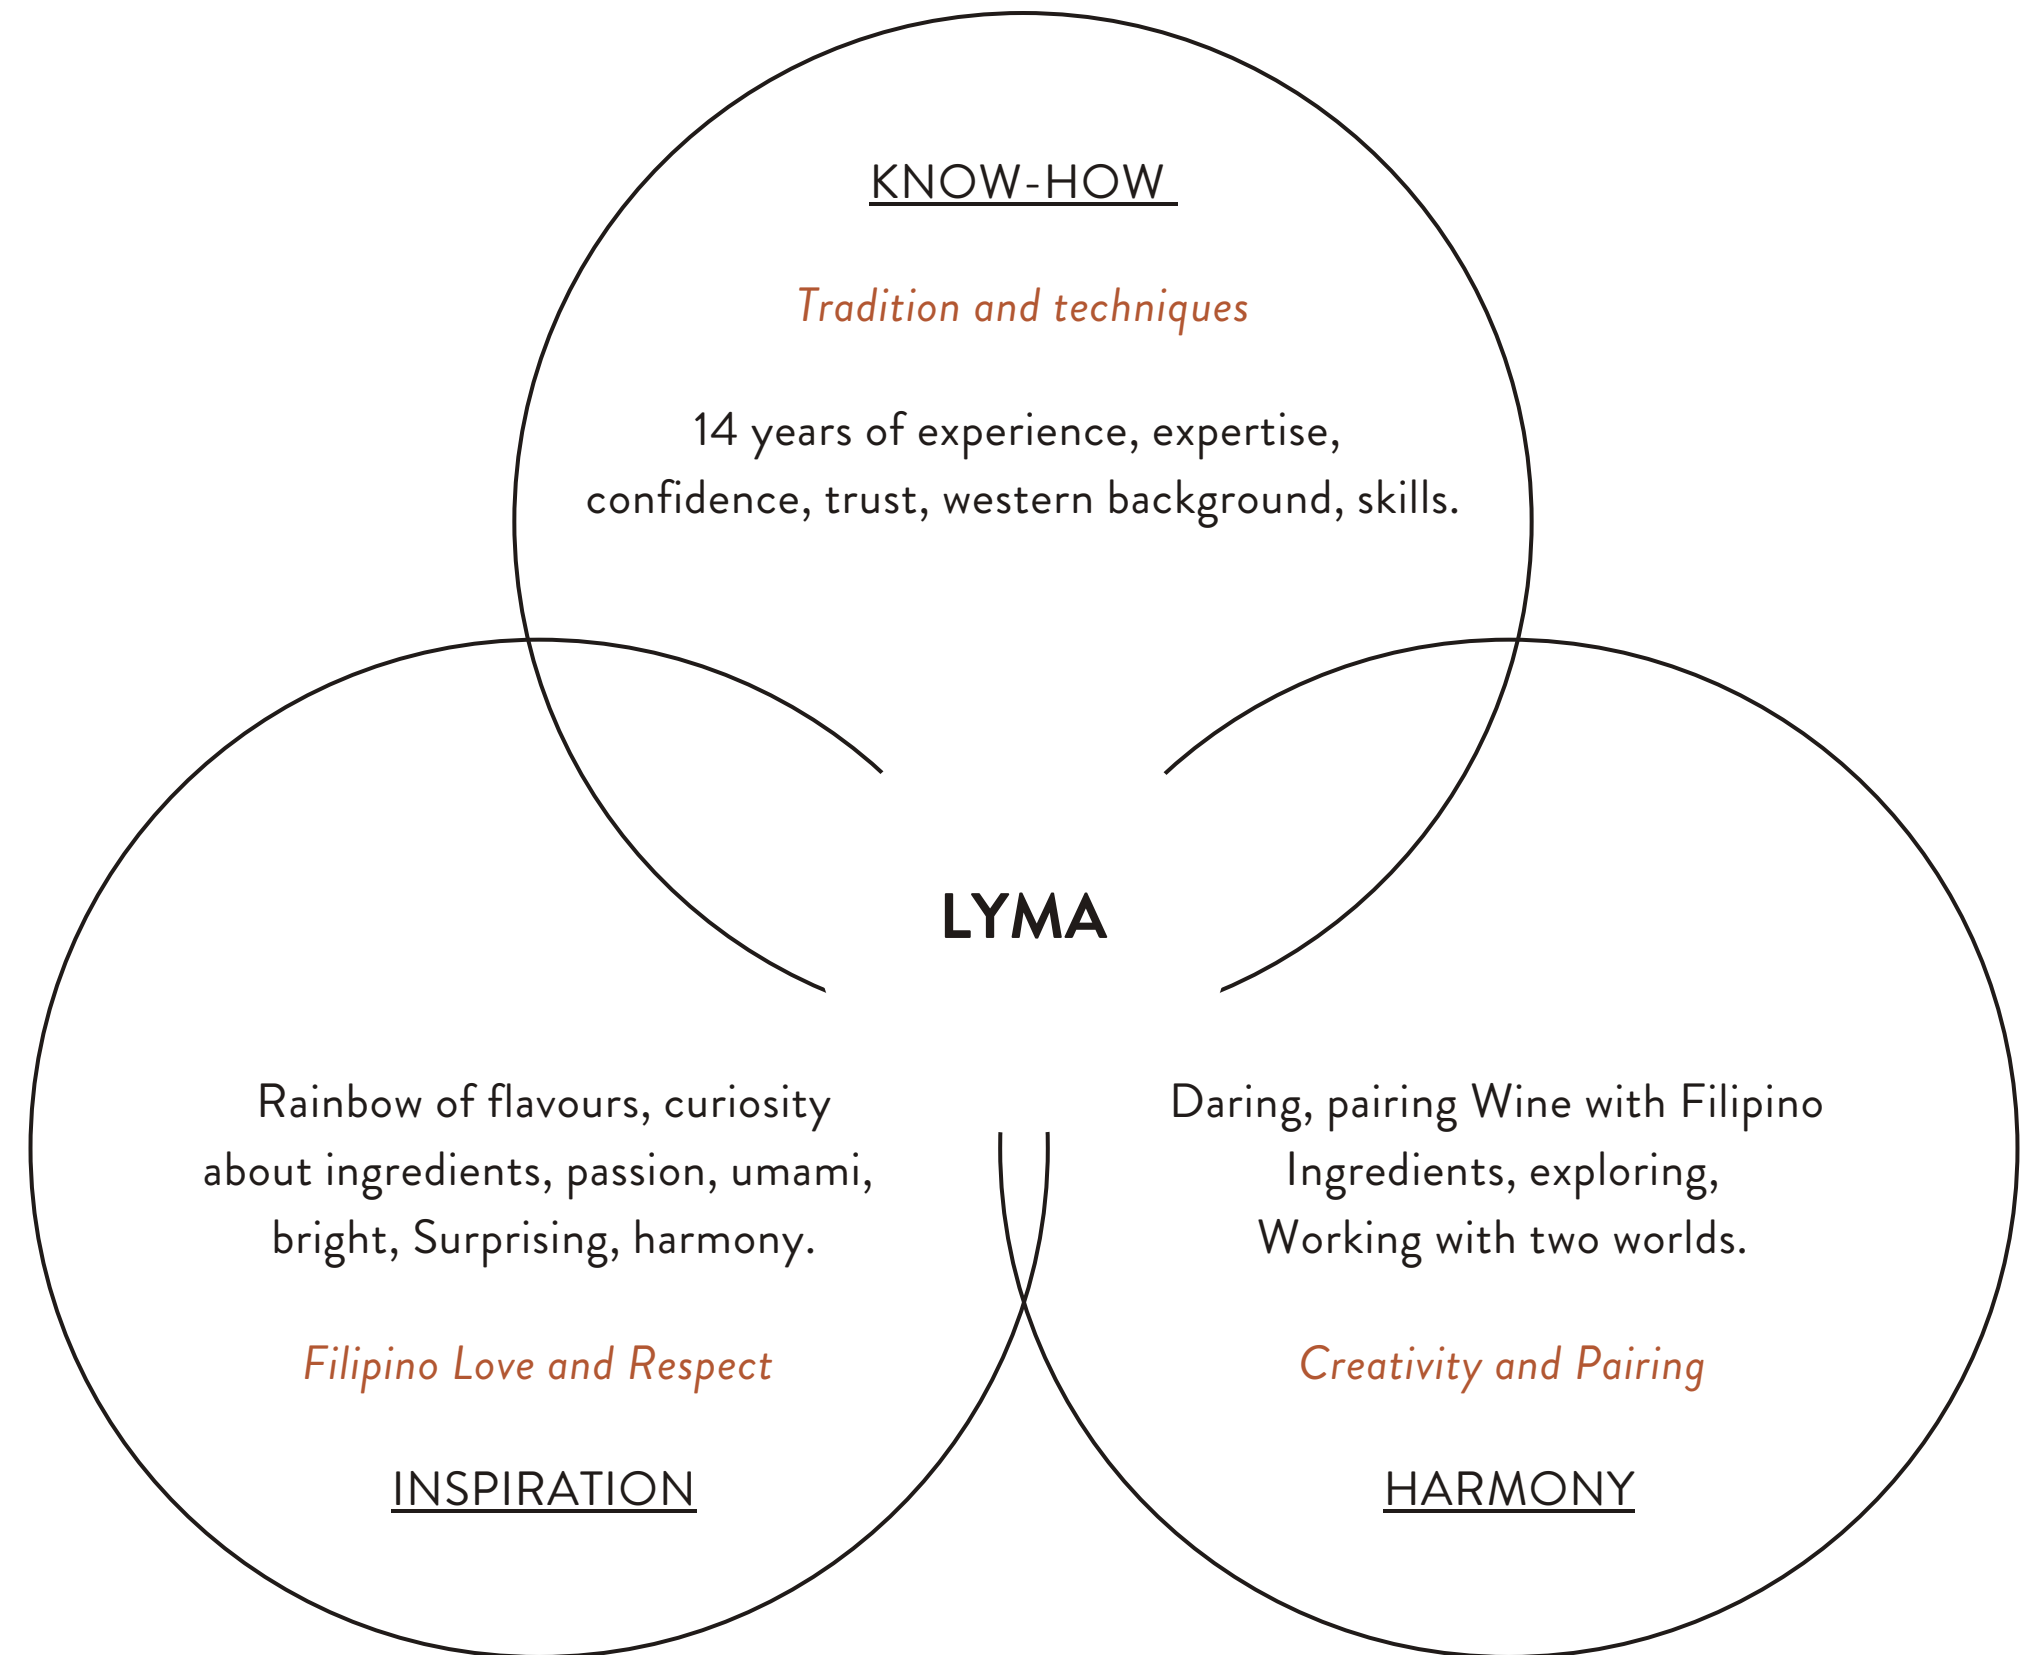 KNOW-HOW
Tradition and techniques
14 years of experience, expertise,
confidence, trust, western background, skills.
LYMA
Rainbow of flavours, curiosity
about ingredients, passion, umami,
bright, Surprising, harmony.
Filipino Love and Respect
INSPIRATION
Daring, pairing Wine with Filipino
Ingredients, exploring,
Working with two worlds.
Creativity and Pairing
HARMONY